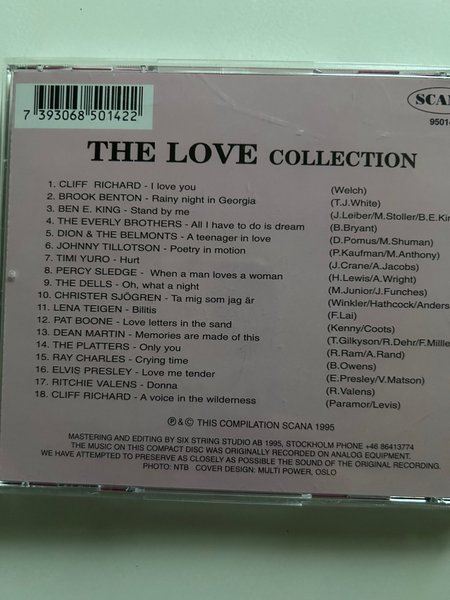 SCANA
7 393068 501422
9501
THE LOVE COLLECTION
1. CLIFF RICHARD - I love you (Welch)
2. BROOK BENTON - Rainy night in Georgia (T.J.White)
3. BEN E. KING - Stand by me (J.Leiber/M.Stoller/B.E.Kin
4. THE EVERLY BROTHERS - All I have to do is dream (B.Bryant)
5. DION & THE BELMONTS - A teenager in love (D.Pomus/M.Shuman)
6. JOHNNY TILLOTSON - Poetry in motion (P.Kaufman/M.Anthony)
7. TIMI YURO - Hurt (J.Crane/A.Jacobs)
8. PERCY SLEDGE - When a man loves a woman (H.Lewis/A.Wright)
9. THE DELLS - Oh, what a night (M.Junior/J.Funches)
10. CHRISTER SJÖGREN - Ta mig som jag är (Winkler/Hathcock/Anders
11. LENA TEIGEN - Bilitis (F.Lai)
12. PAT BOONE - Love letters in the sand (Kenny/Coots)
13. DEAN MARTIN - Memories are made of this (T.Gilkyson/R.Dehr/F.Millle
14. THE PLATTERS - Only you (R.Ram/A.Rand)
15. RAY CHARLES - Crying time (B.Owens)
16. ELVIS PRESLEY - Love me tender (E.Presley/V.Matson)
17. RITCHIE VALENS - Donna (R.Valens)
18. CLIFF RICHARD - A voice in the wilderness (Paramor/Levis)
℗ & © THIS COMPILATION SCANA 1995
MASTERING AND EDITING BY SIX STRING STUDIO AB 1995, STOCKHOLM PHONE +46 86413774
THE MUSIC ON THIS COMPACT DISC WAS ORIGINALLY RECORDED ON ANALOG EQUIPMENT.
WE HAVE ATTEMPTED TO PRESERVE AS CLOSELY AS POSSIBLE THE SOUND OF THE ORIGINAL RECORDING.
PHOTO: NTB COVER DESIGN: MULTI POWER, OSLO